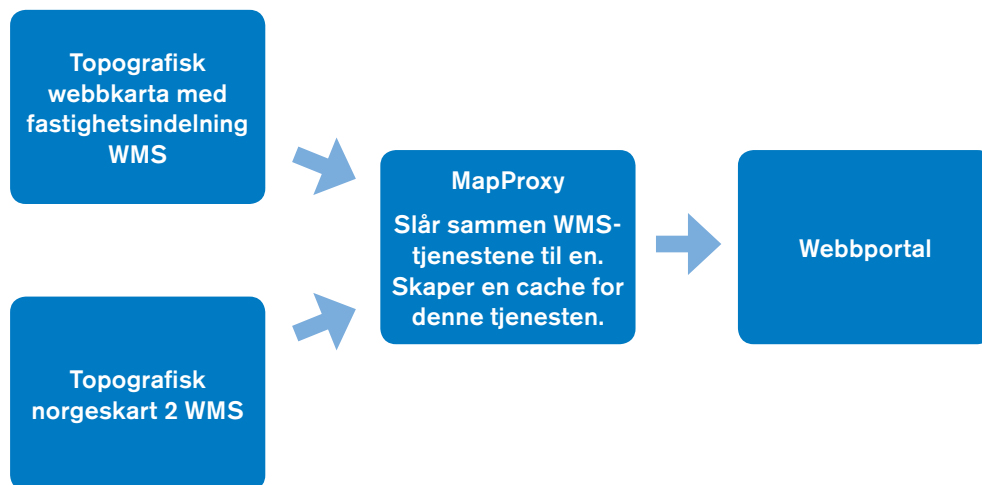 Topografisk
webbkarta med
fastighetsindelning
WMS
MapProxy
Slår sammen WMS-
tjenestene til en.
Skaper en cache for
denne tjenesten.
Webbportal
Topografisk
norgeskart 2 WMS